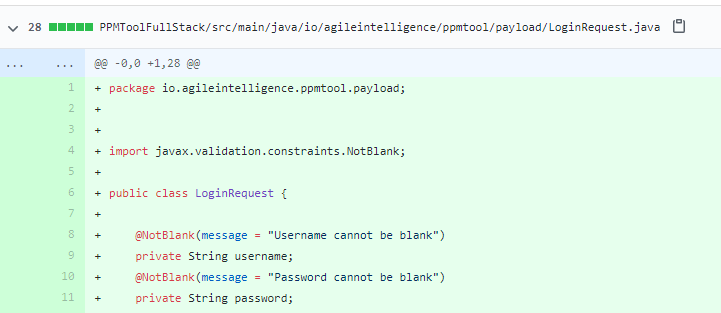 28 PPMToolFullStack/src/main/java/io/agileintelligence/ppmtool/payload/LoginRequest.java
... ... @@ -0,0 +1,28 @@
1 + package io.agileintelligence.ppmtool.payload;
2 +
3 +
4 + import javax.validation.constraints.NotBlank;
5 +
6 + public class LoginRequest {
7 +
8 +     @NotBlank(message = "Username cannot be blank")
9 +     private String username;
10 +     @NotBlank(message = "Password cannot be blank")
11 +     private String password;